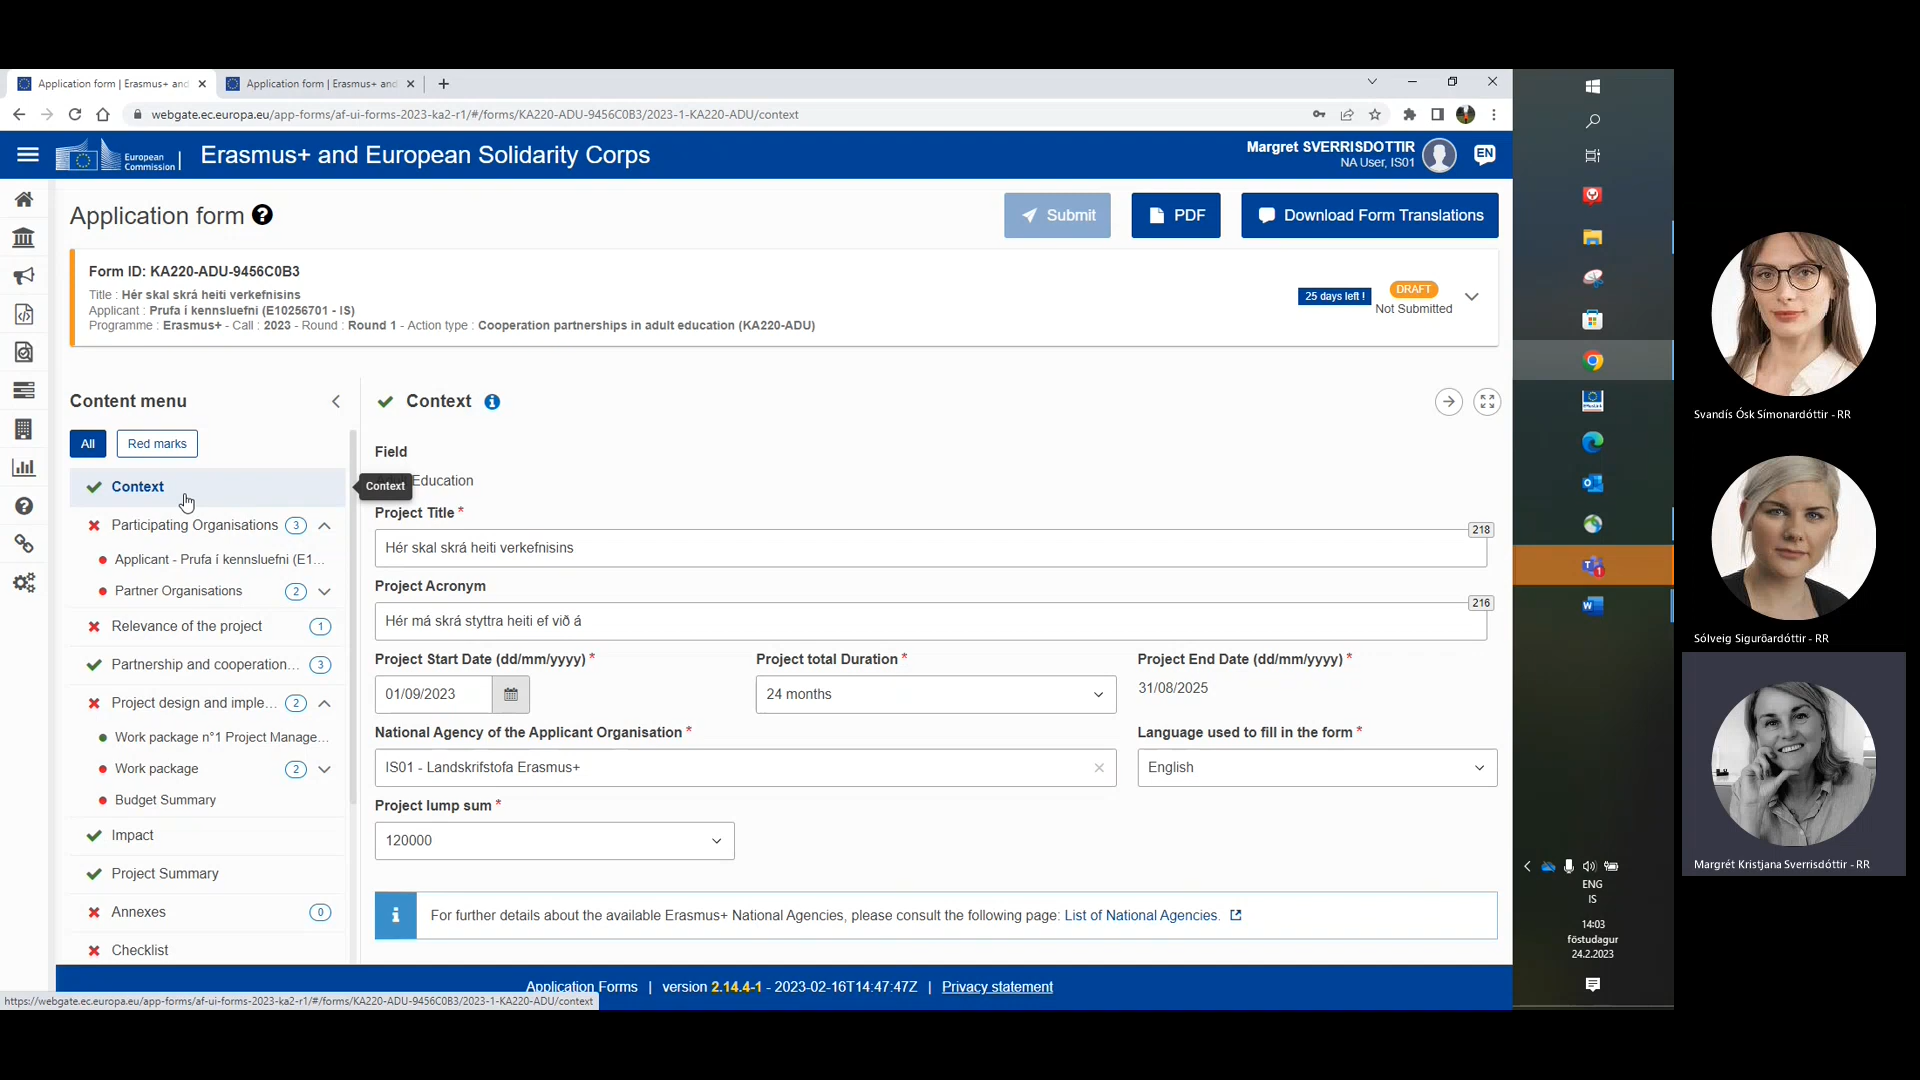 Application form | Erasmus+ and
Application form | Erasmus+ and
webgate.ec.europa.eu/app-forms/af-ui-forms-2023-ka2-r1/#/forms/KA220-ADU-9456C0B3/2023-1-KA220-ADU/context
European
Commission
Erasmus+ and European Solidarity Corps
Margret SVERRISDOTTIR
NA User, IS01
EN
Application form
Submit
PDF
Download Form Translations
Form ID: KA220-ADU-9456C0B3
Title : Hér skal skrá heiti verkefnisins
Applicant : Prufa í kennsluefni (E10256701 - IS)
Programme : Erasmus+ - Call : 2023 - Round : Round 1 - Action type : Cooperation partnerships in adult education (KA220-ADU)
25 days left !
DRAFT
Not Submitted
Content menu
All
Red marks
Context
Participating Organisations 3
Applicant - Prufa í kennsluefni (E1...
Partner Organisations 2
Relevance of the project 1
Partnership and cooperation... 3
Project design and imple... 2
Work package n°1 Project Manage...
Work package 2
Budget Summary
Impact
Project Summary
Annexes 0
Checklist
Context
Context
Field
Education
Project Title *
218
Hér skal skrá heiti verkefnisins
Project Acronym
216
Hér má skrá styttra heiti ef við á
Project Start Date (dd/mm/yyyy) *
01/09/2023
Project total Duration *
24 months
Project End Date (dd/mm/yyyy) *
31/08/2025
National Agency of the Applicant Organisation *
IS01 - Landskrifstofa Erasmus+
Language used to fill in the form *
English
Project lump sum *
120000
For further details about the available Erasmus+ National Agencies, please consult the following page: List of National Agencies.
Application Forms | version 2.14.4-1 - 2023-02-16T14:47:47Z | Privacy statement
https://webgate.ec.europa.eu/app-forms/af-ui-forms-2023-ka2-r1/#/forms/KA220-ADU-9456C0B3/2023-1-KA220-ADU/context
ENG
IS
14:03
föstudagur
24.2.2023
Svandís Ósk Símonardóttir - RR
Sólveig Sigurðardóttir - RR
Margrét Kristjana Sverrisdóttir - RR